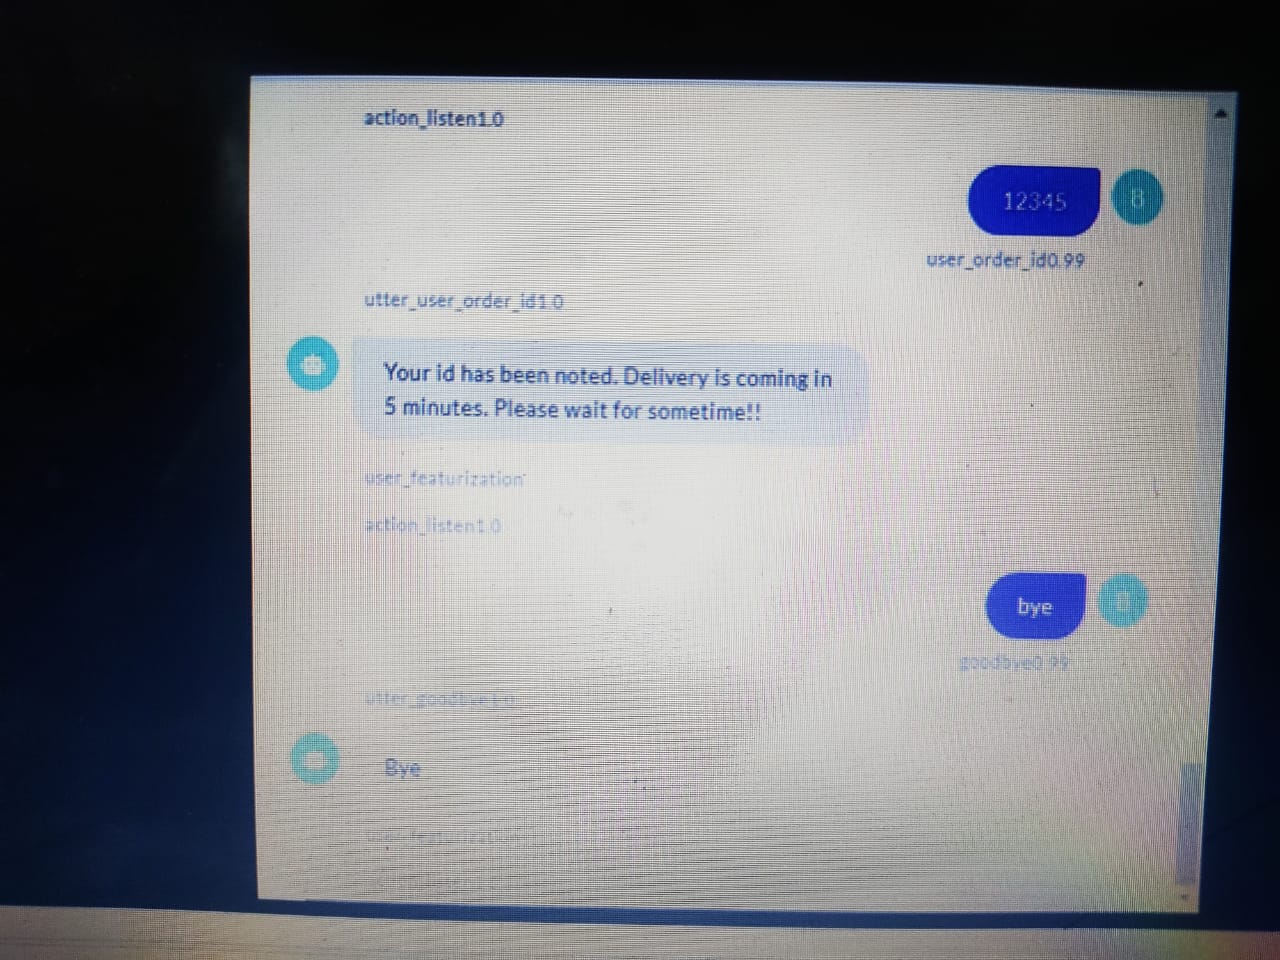 action_listen1.0
12345
user_order_id0.99
utter_user_order_id1.0
Your id has been noted. Delivery is coming in
5 minutes. Please wait for sometime!!
user_featurization
action_listen1.0
bye
goodbye0.99
utter_goodbye1.0
Bye
user_featurization